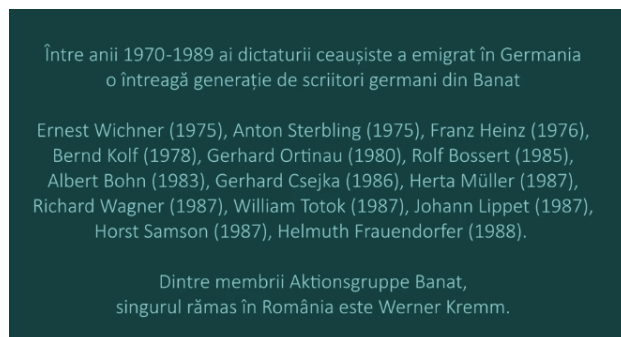 Între anii 1970-1989 ai dictaturii ceaușiste a emigrat în Germania
o întreagă generație de scriitori germani din Banat
Ernest Wichner (1975), Anton Sterbling (1975), Franz Heinz (1976),
Bernd Kolf (1978), Gerhard Ortinau (1980), Rolf Bossert (1985),
Albert Bohn (1983), Gerhard Csejka (1986), Herta Müller (1987),
Richard Wagner (1987), William Totok (1987), Johann Lippet (1987),
Horst Samson (1987), Helmuth Frauendorfer (1988).
Dintre membrii Aktionsgruppe Banat,
singurul rămas în România este Werner Kremm.